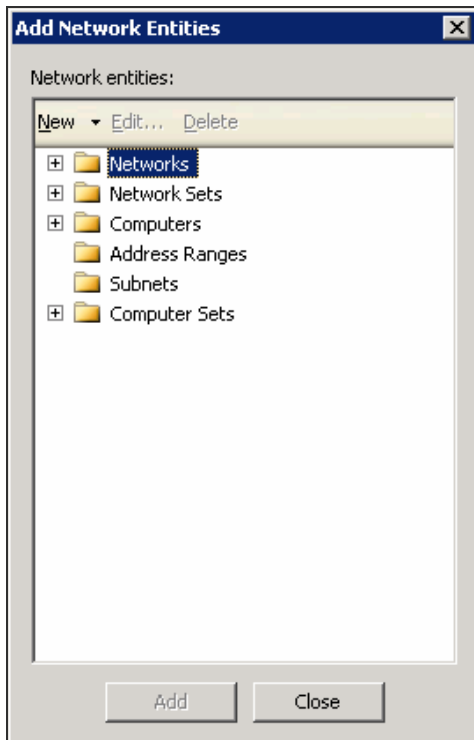 Add Network Entities
Network entities:
New Edit... Delete
Networks
Network Sets
Computers
Address Ranges
Subnets
Computer Sets
Add Close